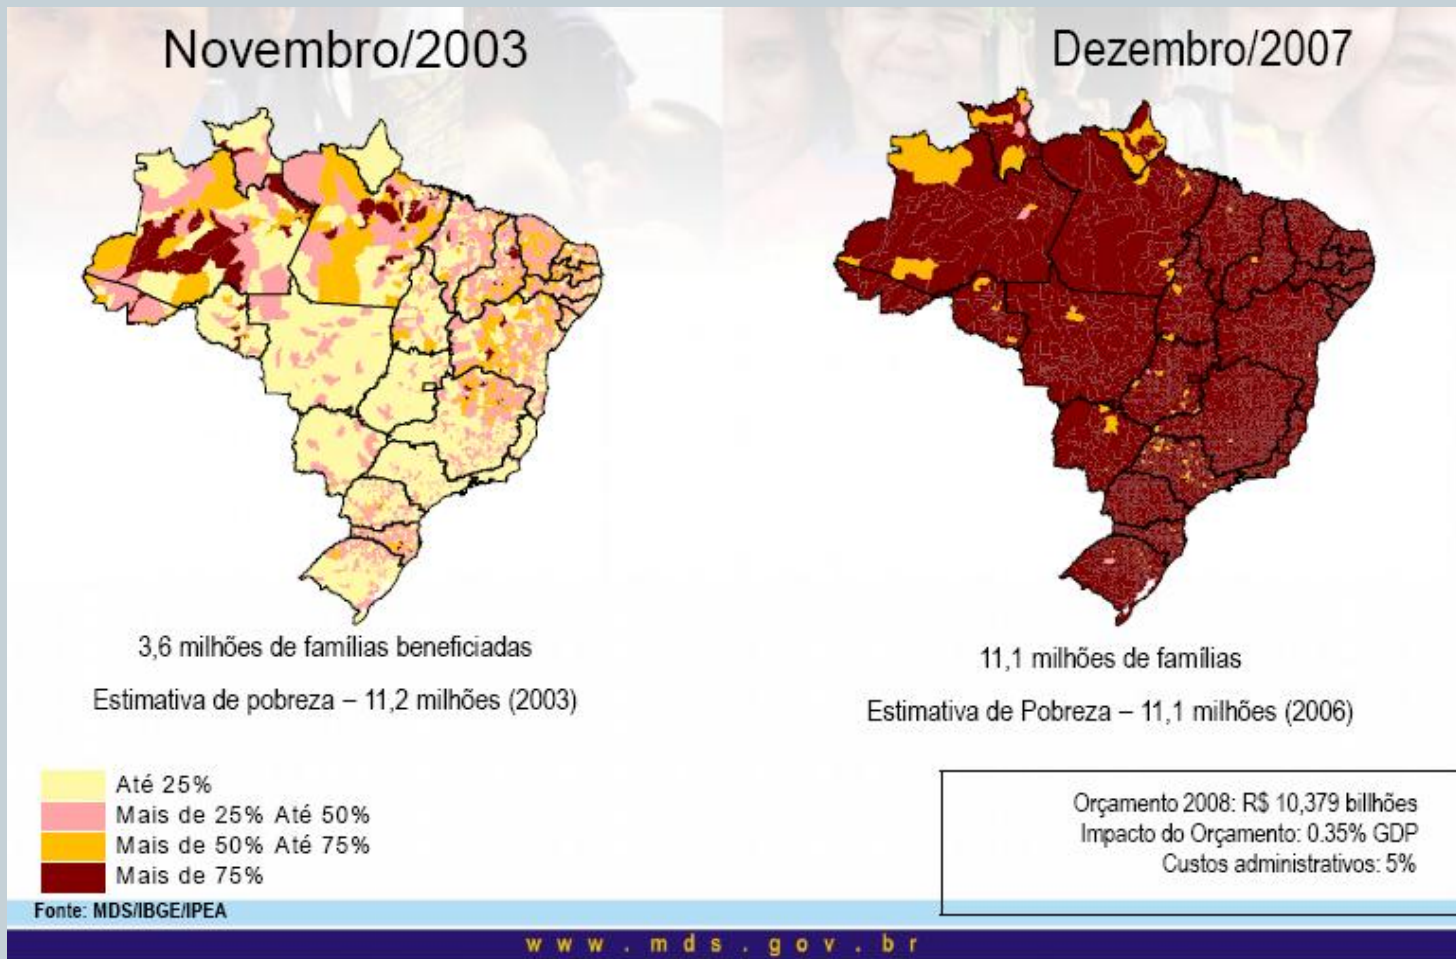 Novembro/2003
3,6 milhões de famílias beneficiadas
Estimativa de pobreza – 11,2 milhões (2003)
Dezembro/2007
11,1 milhões de famílias
Estimativa de Pobreza – 11,1 milhões (2006)
Até 25%
Mais de 25% Até 50%
Mais de 50% Até 75%
Mais de 75%
Orçamento 2008: R$ 10,379 billhões
Impacto do Orçamento: 0.35% GDP
Custos administrativos: 5%
Fonte: MDS/IBGE/IPEA
www.mds.gov.br